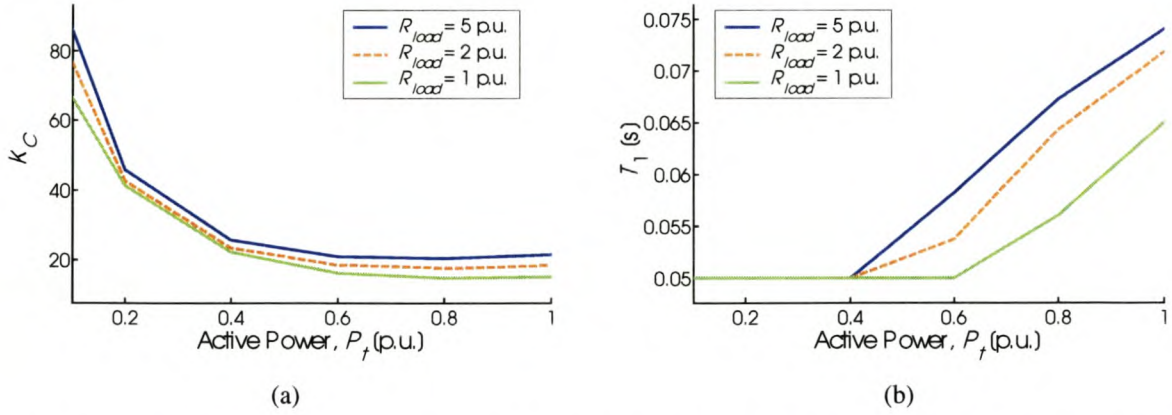 R_load = 5 p.u.
R_load = 2 p.u.
R_load = 1 p.u.
80
60
40
20
K_C
0.2 0.4 0.6 0.8 1
Active Power, P_t (p.u.)
(a)
R_load = 5 p.u.
R_load = 2 p.u.
R_load = 1 p.u.
0.075
0.07
0.065
0.06
0.055
0.05
T_1 (s)
0.2 0.4 0.6 0.8 1
Active Power, P_t (p.u.)
(b)